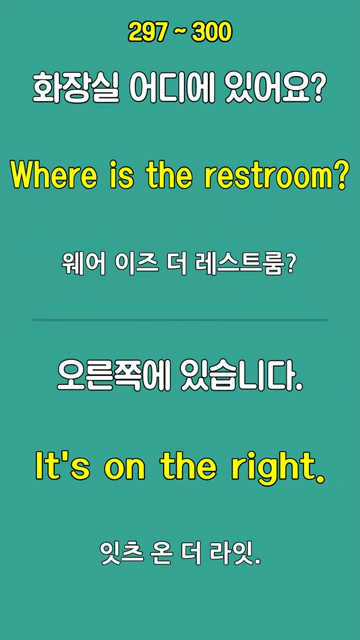 297 ~ 300
화장실 어디에 있어요?
Where is the restroom?
웨어 이즈 더 레스트룸?
오른쪽에 있습니다.
It's on the right.
잇츠 온 더 라잇.